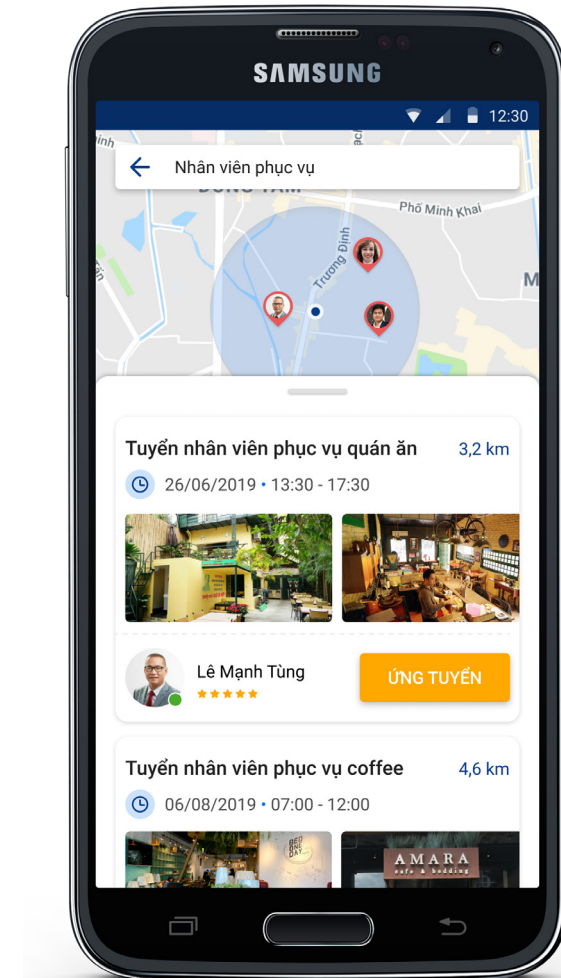 SAMSUNG
12:30
Nhân viên phục vụ
Phố Minh Khai
Trương Định
Tuyển nhân viên phục vụ quán ăn
3,2 km
26/06/2019 • 13:30 - 17:30
Lê Mạnh Tùng
ỨNG TUYỂN
Tuyển nhân viên phục vụ coffee
4,6 km
06/08/2019 • 07:00 - 12:00
AMARA
cafe & bedding